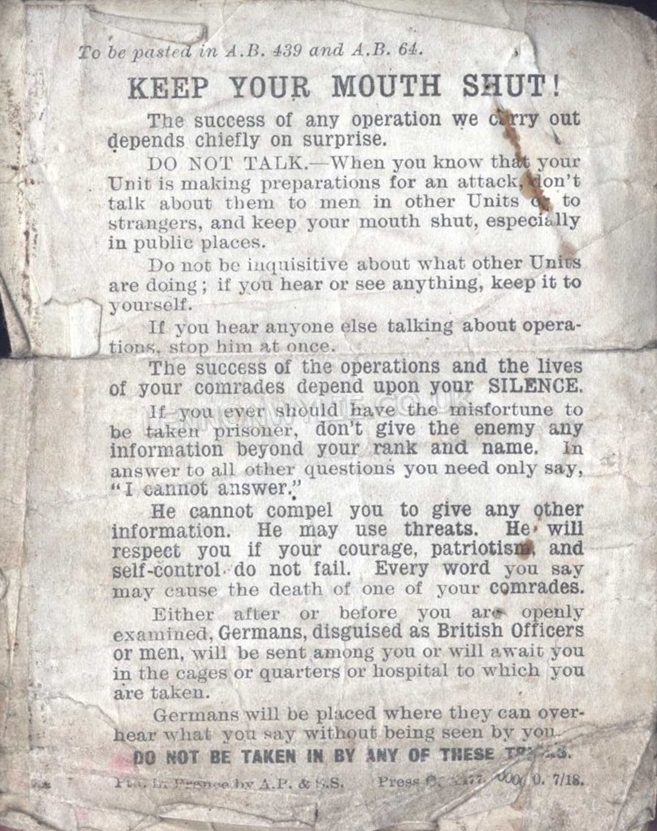 To be pasted in A.B. 439 and A.B. 64.
KEEP YOUR MOUTH SHUT!
The success of any operation we carry out
depends chiefly on surprise.
DO NOT TALK.—When you know that your
Unit is making preparations for an attack, don't
talk about them to men in other Units or to
strangers, and keep your mouth shut, especially
in public places.
Do not be inquisitive about what other Units
are doing; if you hear or see anything, keep it to
yourself.
If you hear anyone else talking about opera-
tions, stop him at once.
The success of the operations and the lives
of your comrades depend upon your SILENCE.
If you ever should have the misfortune to
be taken prisoner, don't give the enemy any
information beyond your rank and name. In
answer to all other questions you need only say,
"I cannot answer."
He cannot compel you to give any other
information. He may use threats. He will
respect you if your courage, patriotism, and
self-control do not fail. Every word you say
may cause the death of one of your comrades.
Either after or before you are openly
examined, Germans, disguised as British Officers
or men, will be sent among you or will await you
in the cages or quarters or hospital to which you
are taken.
Germans will be placed where they can over-
hear what you say without being seen by you.
DO NOT BE TAKEN IN BY ANY OF THESE
in France by A.P. & S.S. Press 7/18.